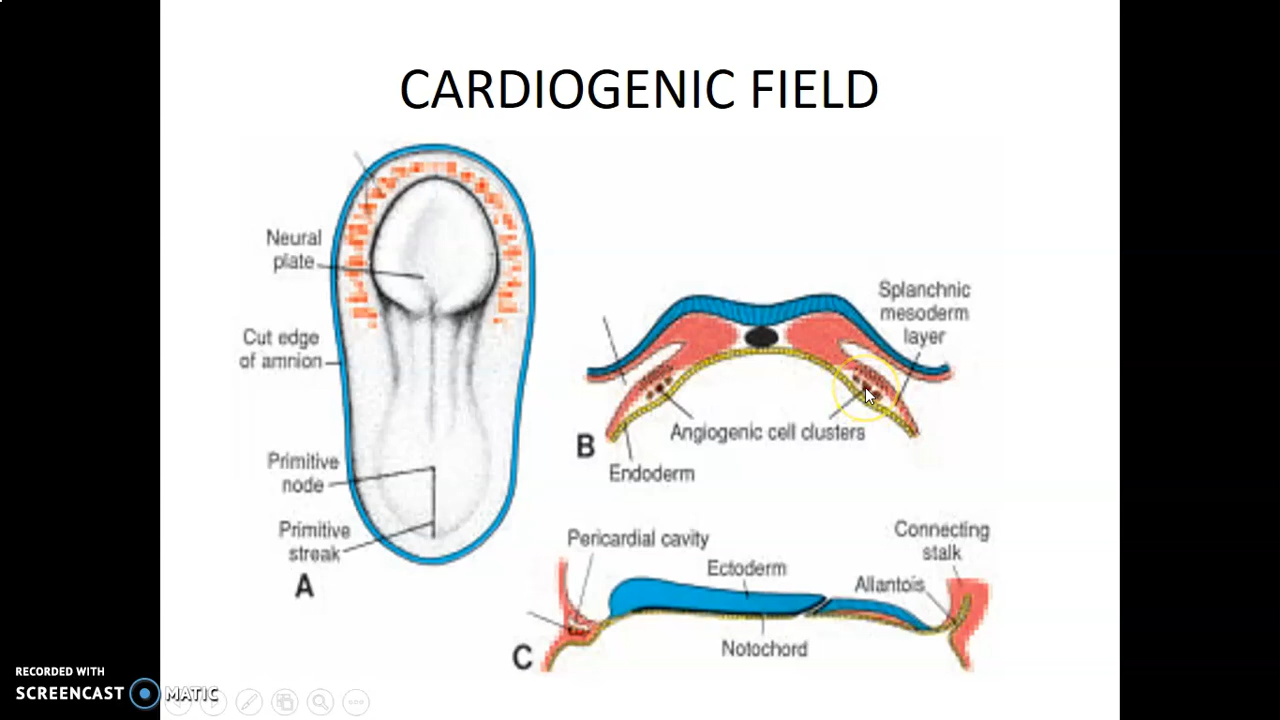 CARDIOGENIC FIELD
Neural
plate
Cut edge
of amnion
Primitive
node
Primitive
streak
A
Splanchnic
mesoderm
layer
Angiogenic cell clusters
B
Endoderm
Pericardial cavity
Ectoderm
Connecting
stalk
Allantois
Notochord
C
RECORDED WITH
SCREENCAST MATIC